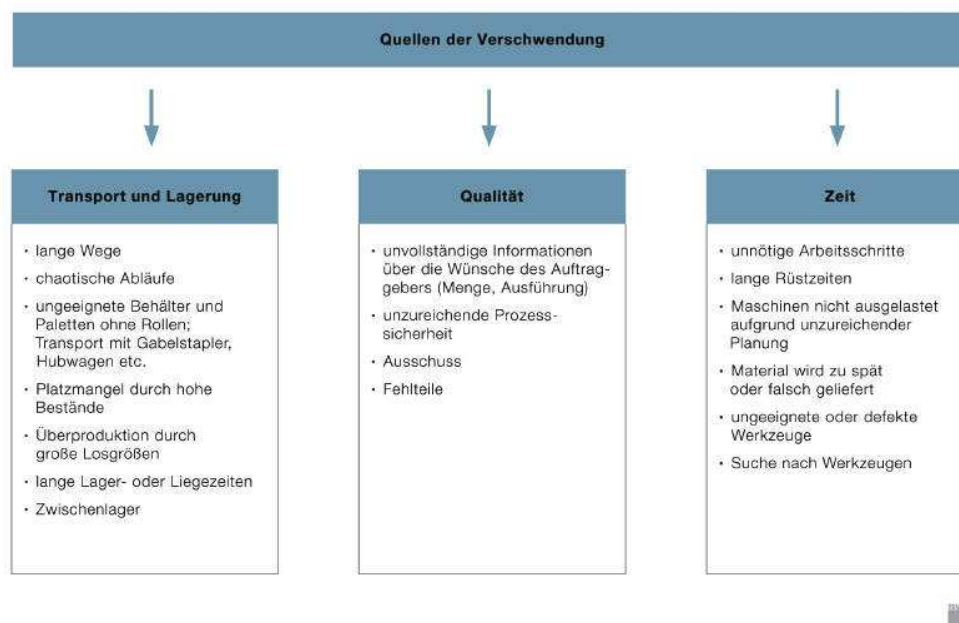 Quellen der Verschwendung
Transport und Lagerung
· lange Wege
· chaotische Abläufe
· ungeeignete Behälter und
Paletten ohne Rollen;
Transport mit Gabelstapler,
Hubwagen etc.
· Platzmangel durch hohe
Bestände
· Überproduktion durch
große Losgrößen
· lange Lager- oder Liegezeiten
· Zwischenlager
Qualität
· unvollständige Informationen
über die Wünsche des Auftrag-
gebers (Menge, Ausführung)
· unzureichende Prozess-
sicherheit
· Ausschuss
· Fehlteile
Zeit
· unnötige Arbeitsschritte
· lange Rüstzeiten
· Maschinen nicht ausgelastet
aufgrund unzureichender
Planung
· Material wird zu spät
oder falsch geliefert
· ungeeignete oder defekte
Werkzeuge
· Suche nach Werkzeugen